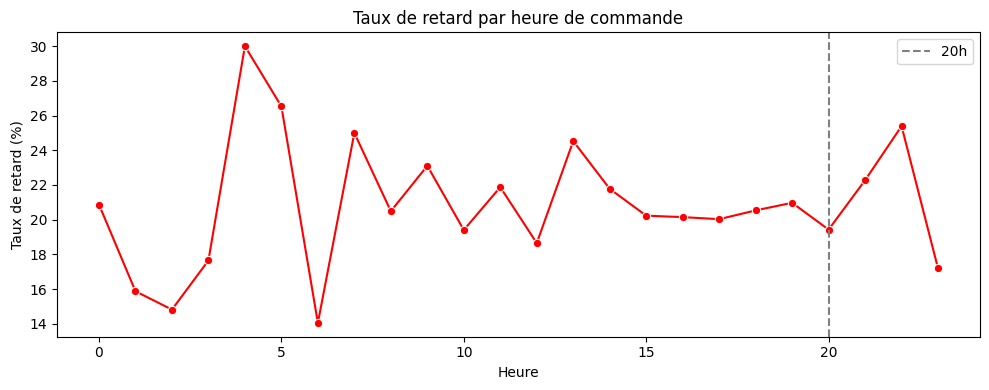 Taux de retard par heure de commande
20h
Taux de retard (%)
30
28
26
24
22
20
18
16
14
0 5 10 15 20
Heure